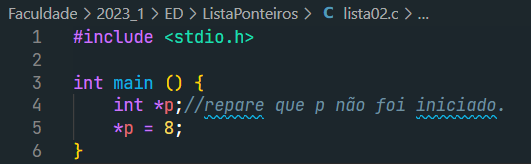 Faculdade > 2023_1 > ED > ListaPonteiros > C lista02.c > ...
1 #include <stdio.h>
2
3 int main () {
4 int *p;//repare que p não foi iniciado.
5 *p = 8;
6 }